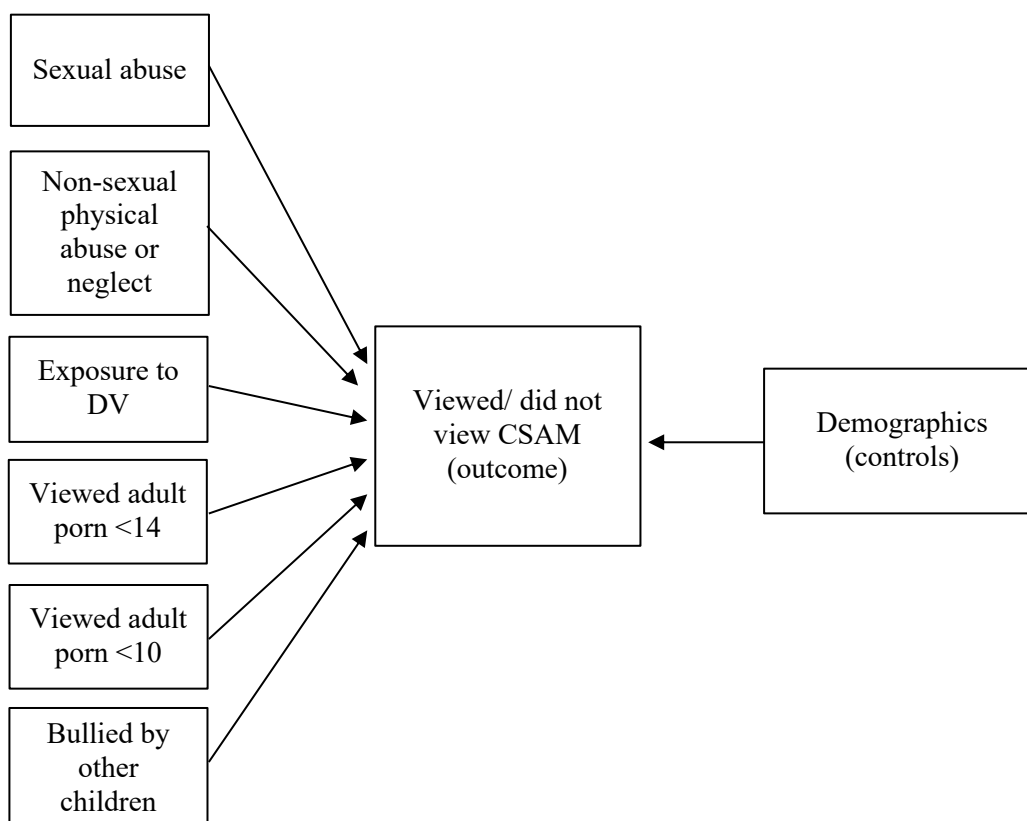 Sexual abuse
Non-sexual
physical
abuse or
neglect
Exposure to
DV
Viewed adult
porn <14
Viewed adult
porn <10
Bullied by
other
children
Viewed/ did not
view CSAM
(outcome)
Demographics
(controls)